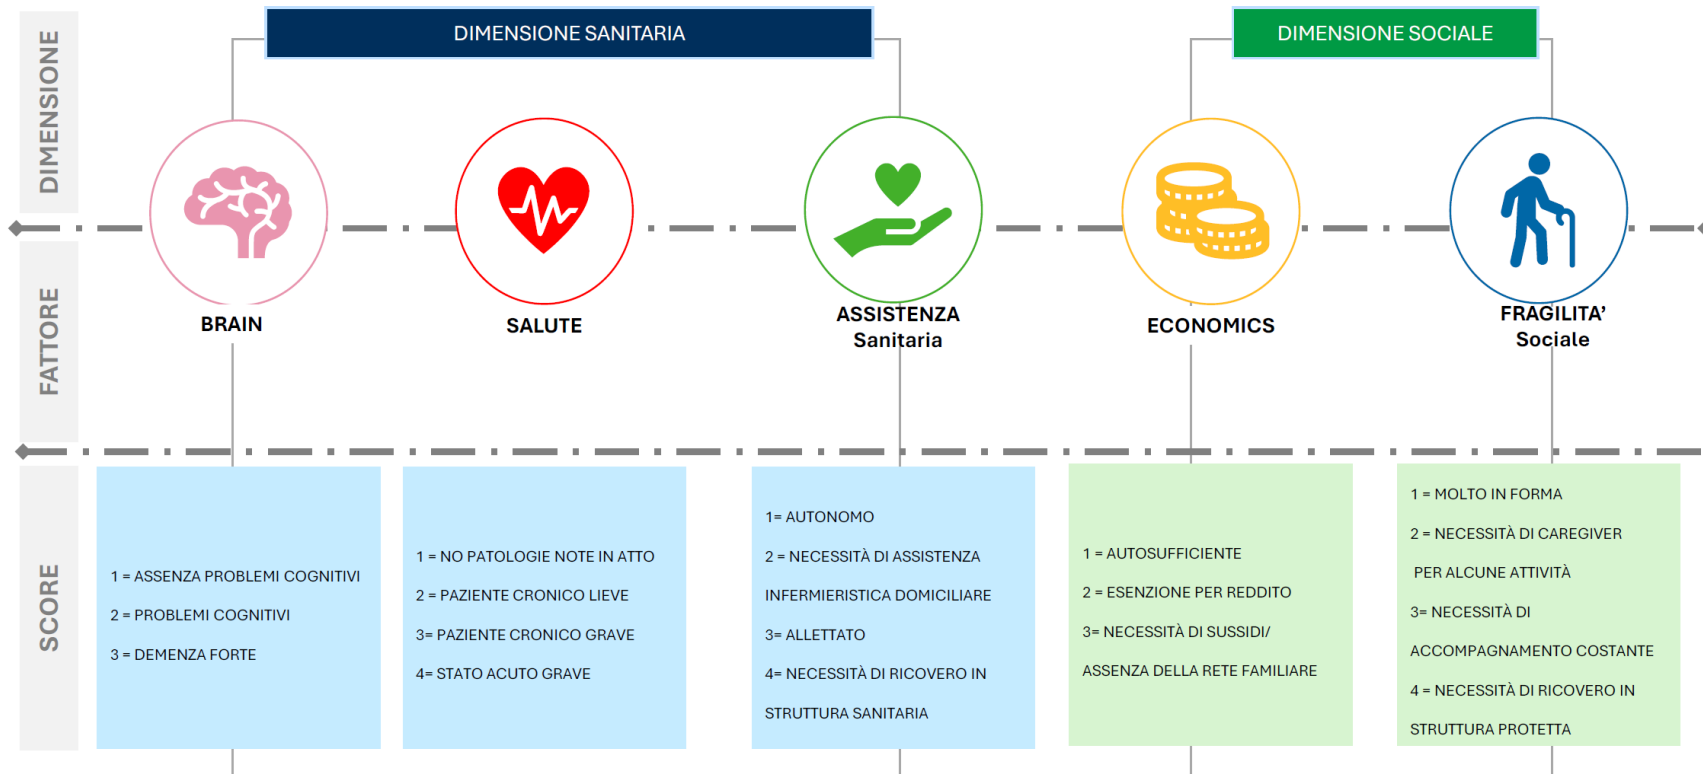 DIMENSIONE
DIMENSIONE SANITARIA
DIMENSIONE SOCIALE
FATTORE
BRAIN
SALUTE
ASSISTENZA
Sanitaria
ECONOMICS
FRAGILITA’
Sociale
SCORE
1 = ASSENZA PROBLEMI COGNITIVI
2 = PROBLEMI COGNITIVI
3 = DEMENZA FORTE
1 = NO PATOLOGIE NOTE IN ATTO
2 = PAZIENTE CRONICO LIEVE
3= PAZIENTE CRONICO GRAVE
4= STATO ACUTO GRAVE
1= AUTONOMO
2 = NECESSITÀ DI ASSISTENZA
INFERMIERISTICA DOMICILIARE
3= ALLETTATO
4= NECESSITÀ DI RICOVERO IN
STRUTTURA SANITARIA
1 = AUTOSUFFICIENTE
2 = ESENZIONE PER REDDITO
3= NECESSITÀ DI SUSSIDI/
ASSENZA DELLA RETE FAMILIARE
1 = MOLTO IN FORMA
2 = NECESSITÀ DI CAREGIVER
PER ALCUNE ATTIVITÀ
3= NECESSITÀ DI
ACCOMPAGNAMENTO COSTANTE
4 = NECESSITÀ DI RICOVERO IN
STRUTTURA PROTETTA